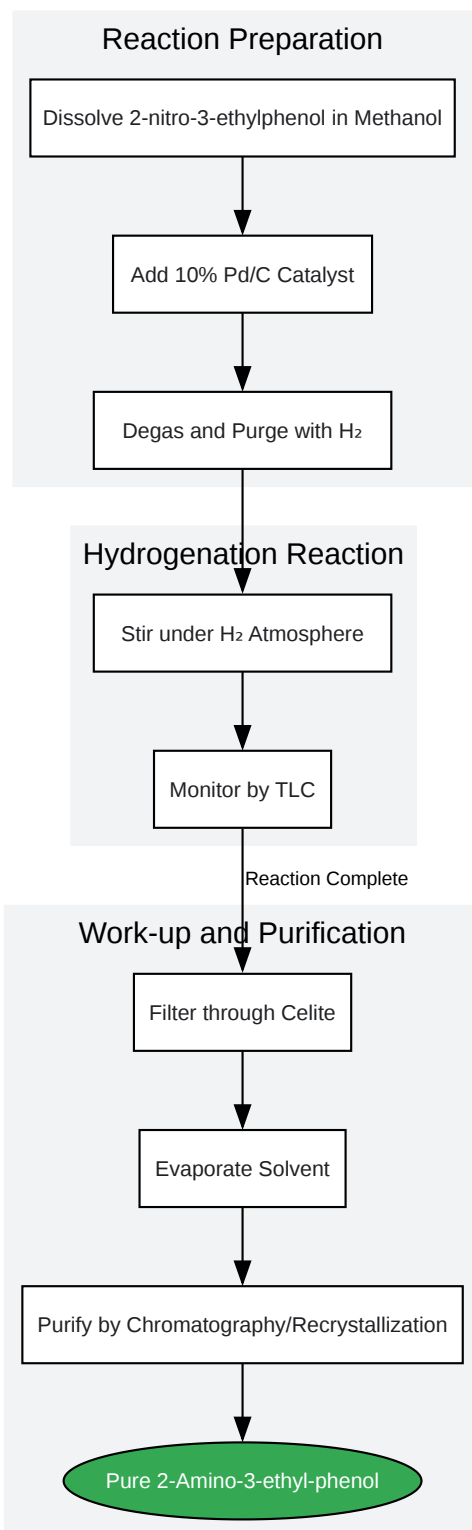 Reaction Preparation
Dissolve 2-nitro-3-ethylphenol in Methanol
Add 10% Pd/C Catalyst
Degas and Purge with H₂
Hydrogenation Reaction
Stir under H₂ Atmosphere
Monitor by TLC
Reaction Complete
Work-up and Purification
Filter through Celite
Evaporate Solvent
Purify by Chromatography/Recrystallization
Pure 2-Amino-3-ethyl-phenol